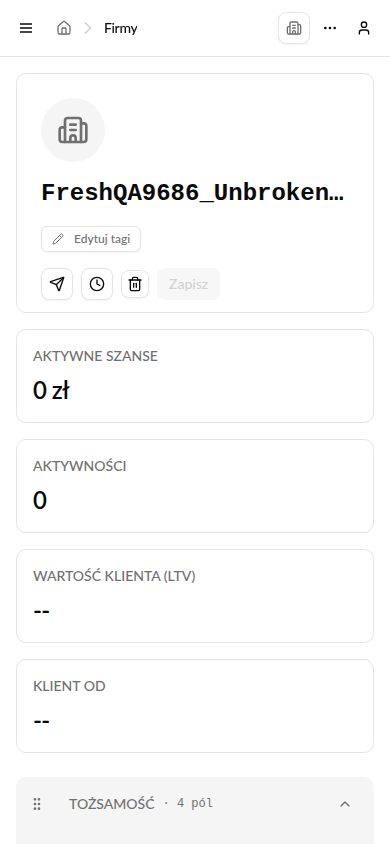 Firmy
FreshQA9686_Unbroken…
Edytuj tagi
Zapisz
AKTYWNE SZANSE
0 zł
AKTYWNOŚCI
0
WARTOŚĆ KLIENTA (LTV)
--
KLIENT OD
--
TOŻSAMOŚĆ · 4 pól